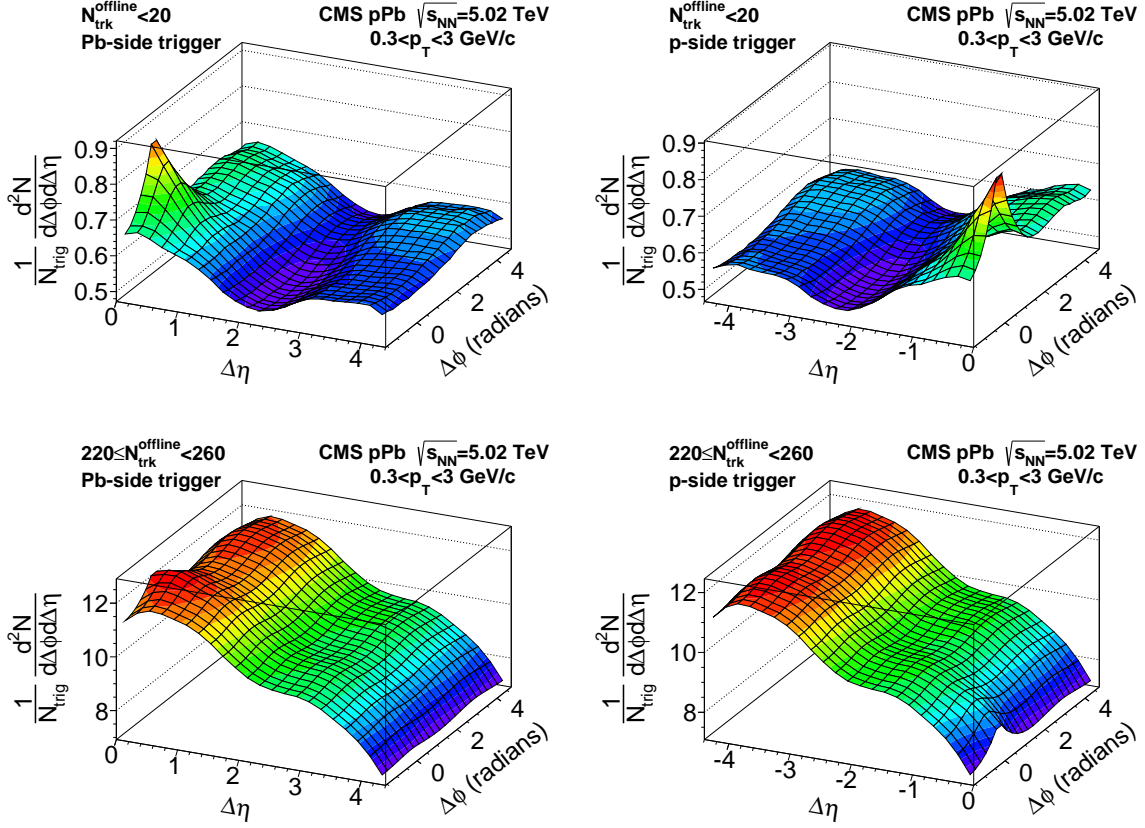 N_trk^offline<20
Pb-side trigger
CMS pPb √s_NN=5.02 TeV
0.3<p_T<3 GeV/c
1/N_trig d²N/dΔφdΔη
0.9
0.8
0.7
0.6
0.5
0 1 2 3 4
Δη
0 2 4
Δφ (radians)
N_trk^offline<20
p-side trigger
CMS pPb √s_NN=5.02 TeV
0.3<p_T<3 GeV/c
1/N_trig d²N/dΔφdΔη
0.9
0.8
0.7
0.6
0.5
-4 -3 -2 -1 0
Δη
0 2 4
Δφ (radians)
220≤N_trk^offline<260
Pb-side trigger
CMS pPb √s_NN=5.02 TeV
0.3<p_T<3 GeV/c
1/N_trig d²N/dΔφdΔη
12
10
8
0 1 2 3 4
Δη
0 2 4
Δφ (radians)
220≤N_trk^offline<260
p-side trigger
CMS pPb √s_NN=5.02 TeV
0.3<p_T<3 GeV/c
1/N_trig d²N/dΔφdΔη
12
10
8
-4 -3 -2 -1 0
Δη
0 2 4
Δφ (radians)